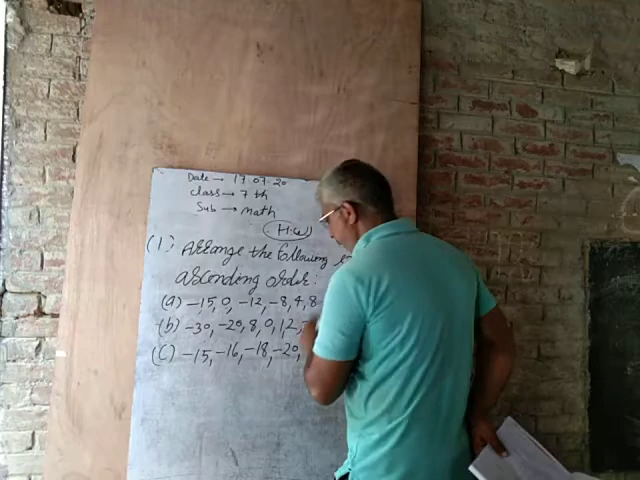 Date → 17.07.20
Class → 7 th
Sub → math
(H.W)
(1.) Arrange the following
ascending order:
(a) -15, 0, -12, -8, 4, 8
(b) -30, -20, 8, 0, 12,
(C) -15, -16, -18, -20,